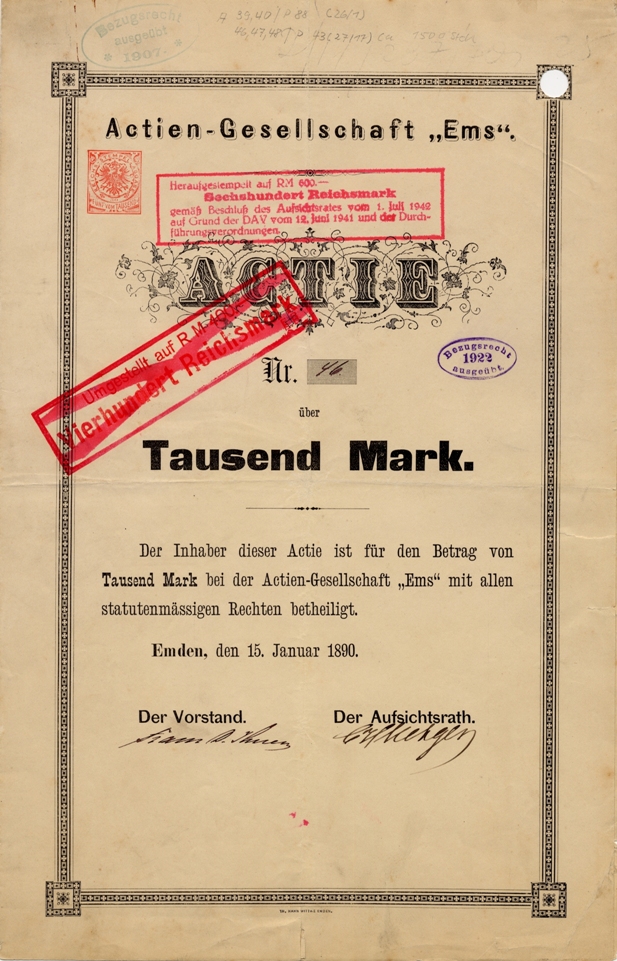 Bezugsrecht
ausgeübt
* 1907 *
Actien-Gesellschaft „Ems“.
Heraufgestempelt auf RM 600.—
Sechshundert Reichsmark
gemäß Beschluß des Aufsichtsrates vom 1. Juli 1942
auf Grund der DAV vom 12. Juni 1941 und der Durch-
führungsverordnungen.
ACTIE
Umgestellt auf R.M. 400.—
Vierhundert Reichsmark
Nr. 46.
Bezugsrecht
1922
ausgeübt.
über
Tausend Mark.
Der Inhaber dieser Actie ist für den Betrag von
Tausend Mark bei der Actien-Gesellschaft „Ems“ mit allen
statutenmässigen Rechten betheiligt.
Emden, den 15. Januar 1890.
Der Vorstand. Der Aufsichtsrath.